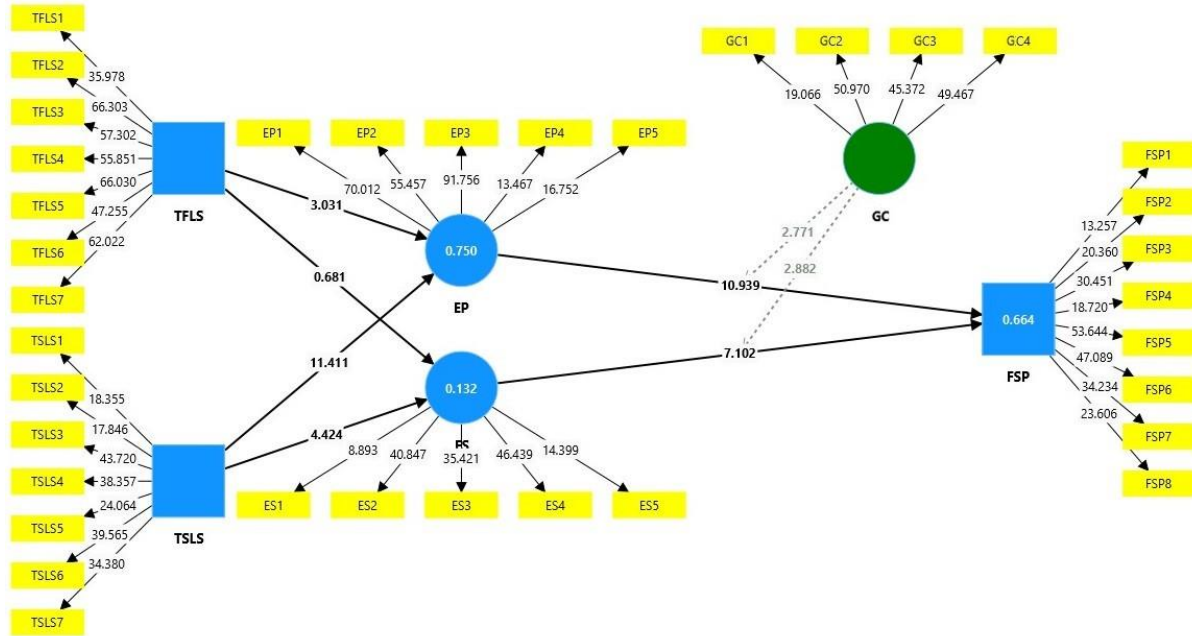 TFLS1
TFLS2
TFLS3
TFLS4
TFLS5
TFLS6
TFLS7
35.978
66.303
57.302
55.851
66.030
47.255
62.022
TFLS
TSLS1
TSLS2
TSLS3
TSLS4
TSLS5
TSLS6
TSLS7
18.355
17.846
43.720
38.357
24.064
39.565
34.380
TSLS
3.031
0.681
11.411
4.424
EP1
EP2
EP3
EP4
EP5
70.012
55.457
91.756
13.467
16.752
0.750
EP
0.132
ES
8.893
40.847
35.421
46.439
14.399
ES1
ES2
ES3
ES4
ES5
GC1
GC2
GC3
GC4
19.066
50.970
45.372
49.467
GC
2.771
2.882
10.939
7.102
0.664
FSP
13.257
20.360
30.451
18.720
53.644
47.089
34.234
23.606
FSP1
FSP2
FSP3
FSP4
FSP5
FSP6
FSP7
FSP8